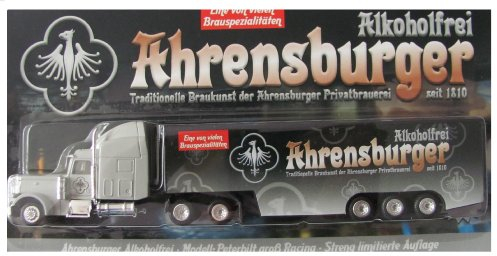 Eine von vielen
Brauspezialitäten
Alkoholfrei
Ahrensburger
Traditionelle Braukunst der Ahrensburger Privatbrauerei
seit 1810
Eine von vielen
Brauspezialitäten
Alkoholfrei
Ahrensburger
Traditionelle Braukunst der Ahrensburger Privatbrauerei
seit 1810
Ahrensburger Alkoholfrei · Modell: Peterbilt groß Racing · Streng limitierte Auflage